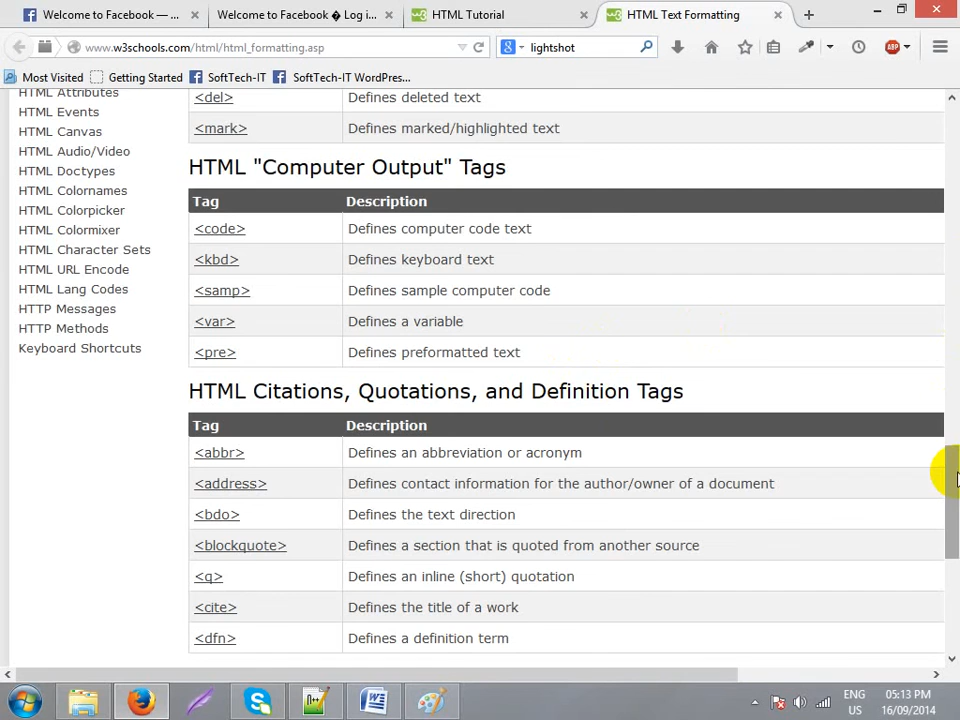 Welcome to Facebook — ...
Welcome to Facebook � Log i...
HTML Tutorial
HTML Text Formatting
www.w3schools.com/html/html_formatting.asp
lightshot
Most Visited
Getting Started
SoftTech-IT
SoftTech-IT WordPres...
HTML Attributes
HTML Events
HTML Canvas
HTML Audio/Video
HTML Doctypes
HTML Colornames
HTML Colorpicker
HTML Colormixer
HTML Character Sets
HTML URL Encode
HTML Lang Codes
HTTP Messages
HTTP Methods
Keyboard Shortcuts
<del> Defines deleted text
<mark> Defines marked/highlighted text
HTML "Computer Output" Tags
Tag Description
<code> Defines computer code text
<kbd> Defines keyboard text
<samp> Defines sample computer code
<var> Defines a variable
<pre> Defines preformatted text
HTML Citations, Quotations, and Definition Tags
Tag Description
<abbr> Defines an abbreviation or acronym
<address> Defines contact information for the author/owner of a document
<bdo> Defines the text direction
<blockquote> Defines a section that is quoted from another source
<q> Defines an inline (short) quotation
<cite> Defines the title of a work
<dfn> Defines a definition term
ENG 05:13 PM
US 16/09/2014